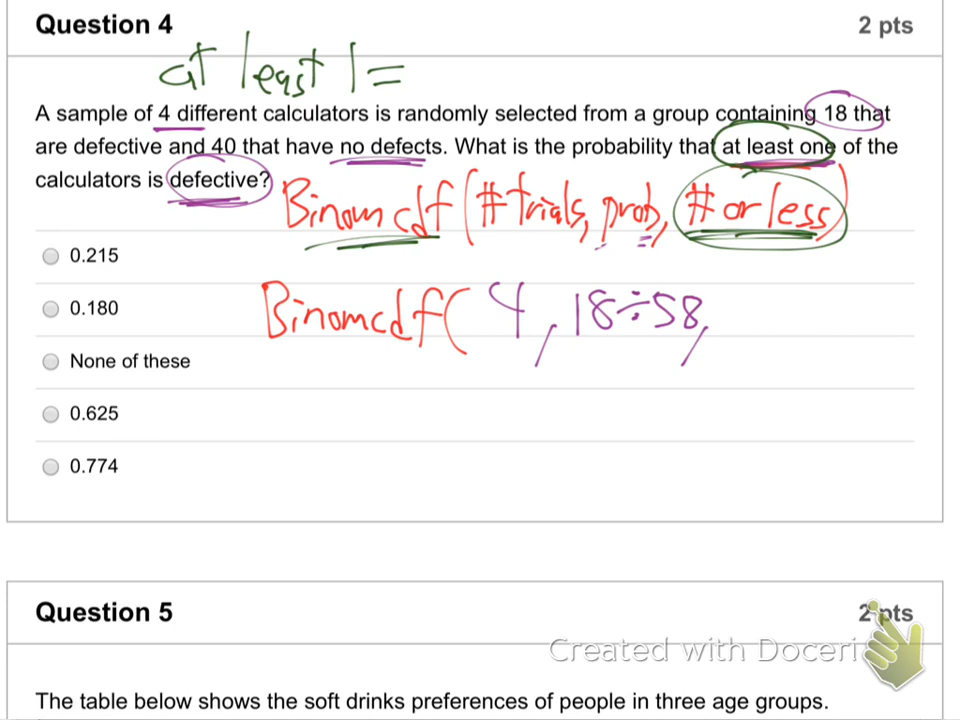 Question 4
2 pts
at least 1 =
A sample of 4 different calculators is randomly selected from a group containing 18 that
are defective and 40 that have no defects. What is the probability that at least one of the
calculators is defective?
Binomcdf(# trials, prob, # or less)
0.215
0.180
Binomcdf( 4, 18÷58,
None of these
0.625
0.774
Question 5
2 pts
Created with Doceri
The table below shows the soft drinks preferences of people in three age groups.